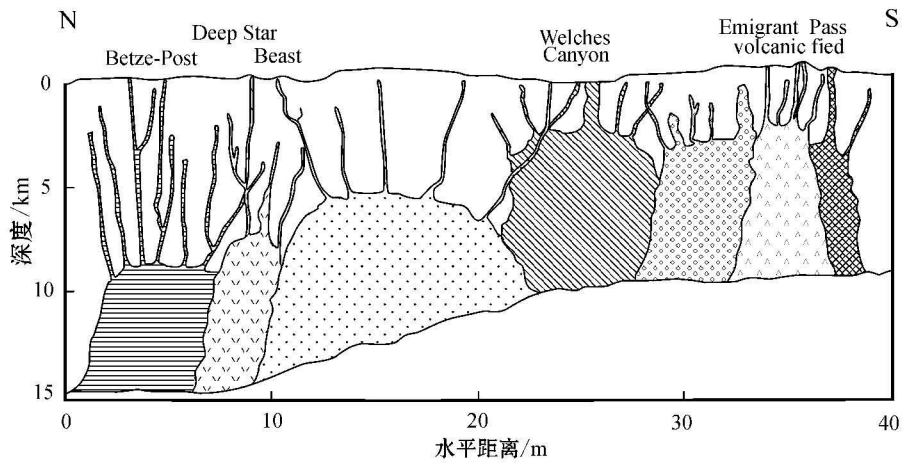 N
S
Deep Star
Emigrant Pass
Betze-Post
Beast
Welches
Canyon
volcanic fied
0
5
10
15
深度/km
0
10
20
30
40
水平距离/m